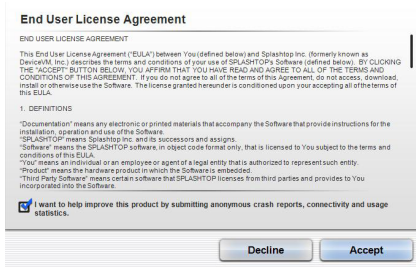 End User License Agreement
END USER LICENSE AGREEMENT
This End User License Agreement ("EULA") between You (defined below) and Splashtop Inc. (formerly known as
DeviceVM, Inc.) describes the terms and conditions of your use of SPLASHTOP's Software (defined below). BY CLICKING
THE "ACCEPT" BUTTON BELOW, YOU AFFIRM THAT YOU HAVE READ AND AGREE TO ALL OF THE TERMS AND
CONDITIONS OF THIS AGREEMENT. If you do not agree to all of the terms of this Agreement, do not access, download,
install or otherwise use the Software. The license granted hereunder is conditioned upon your accepting all of the terms of
this EULA.
1. DEFINITIONS
"Documentation" means any electronic or printed materials that accompany the Software that provide instructions for the
installation, operation and use of the Software.
"SPLASHTOP" means Splashtop Inc. and its successors and assigns.
"Software" means the SPLASHTOP software, in object code format only, that is licensed to You subject to the terms and
conditions of this EULA.
"You" means an individual or an employee or agent of a legal entity that is authorized to represent such entity.
"Product" means the hardware product in which the Software is embedded.
"Third Party Software" means certain software that SPLASHTOP licenses from third parties and provides to You
incorporated into the Software.
I want to help improve this product by submitting anonymous crash reports, connectivity and usage
statistics.
Decline
Accept